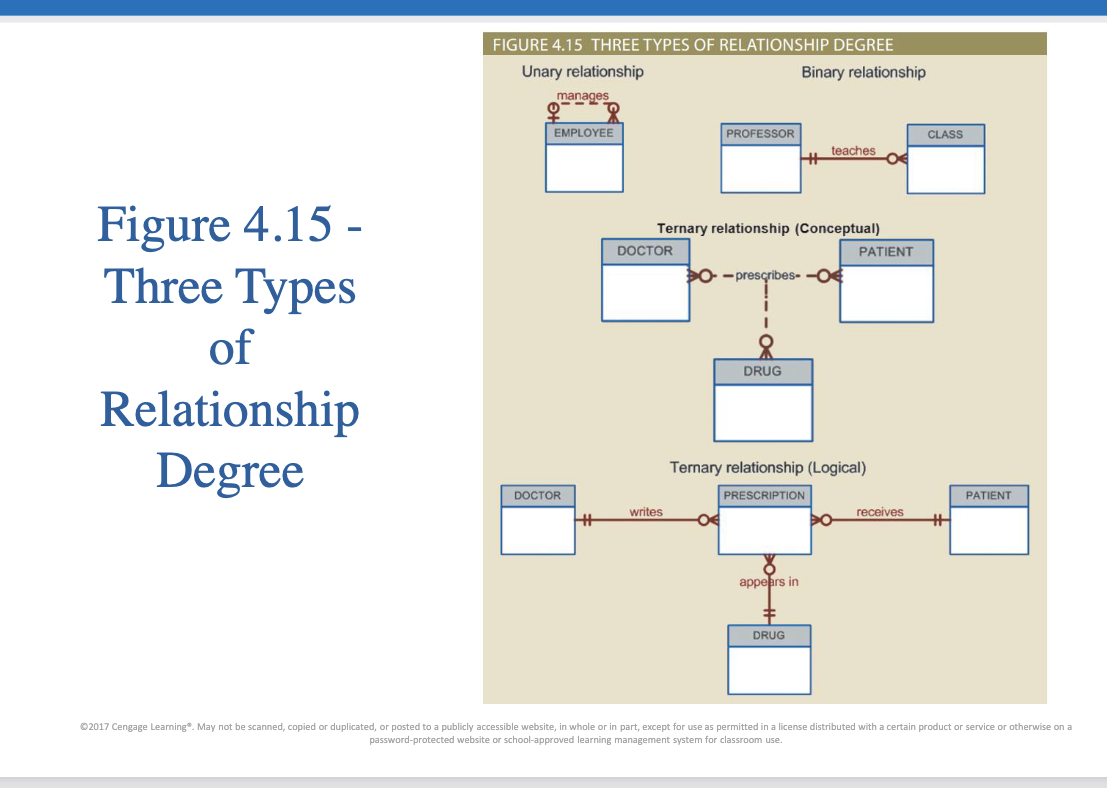 Figure 4.15 -
Three Types
of
Relationship
Degree
FIGURE 4.15 THREE TYPES OF RELATIONSHIP DEGREE
Unary relationship
Binary relationship
manages
EMPLOYEE
PROFESSOR
teaches
CLASS
Ternary relationship (Conceptual)
DOCTOR
prescribes
PATIENT
DRUG
Ternary relationship (Logical)
DOCTOR
writes
PRESCRIPTION
receives
PATIENT
appears in
DRUG
©2017 Cengage Learning®. May not be scanned, copied or duplicated, or posted to a publicly accessible website, in whole or in part, except for use as permitted in a license distributed with a certain product or service or otherwise on a
password-protected website or school-approved learning management system for classroom use.